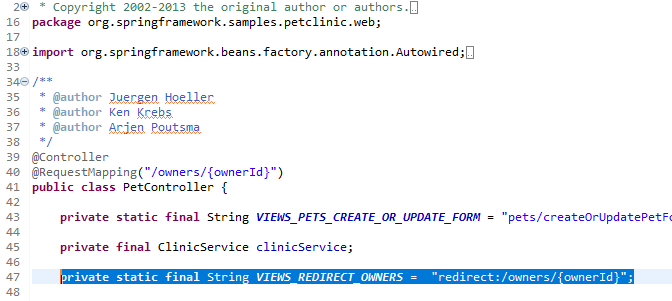 2 * Copyright 2002-2013 the original author or authors.
16 package org.springframework.samples.petclinic.web;
17
18 import org.springframework.beans.factory.annotation.Autowired;
33
34 /**
35 * @author Juergen Hoeller
36 * @author Ken Krebs
37 * @author Arjen Poutsma
38 */
39 @Controller
40 @RequestMapping("/owners/{ownerId}")
41 public class PetController {
42
43 private static final String VIEWS_PETS_CREATE_OR_UPDATE_FORM = "pets/createOrUpdatePetFo
44
45 private final ClinicService clinicService;
46
47 private static final String VIEWS_REDIRECT_OWNERS = "redirect:/owners/{ownerId}";
48